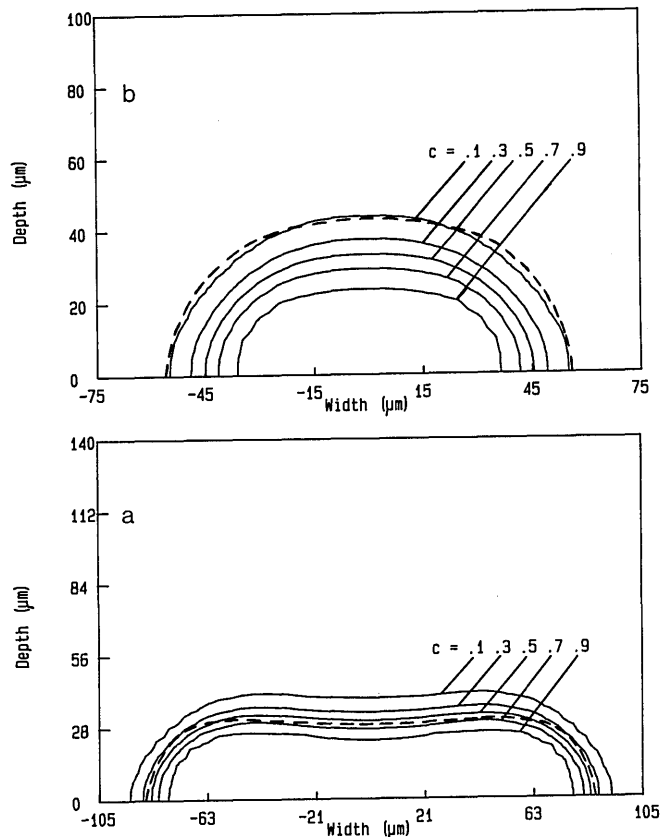 100
b
80
60
c = .1 .3 .5 .7 .9
40
20
0
-75 -45 -15 15 45 75
Depth (µm)
Width (µm)
140
a
112
84
56
c = .1 .3 .5 .7 .9
28
0
-105 -63 -21 21 63 105
Depth (µm)
Width (µm)